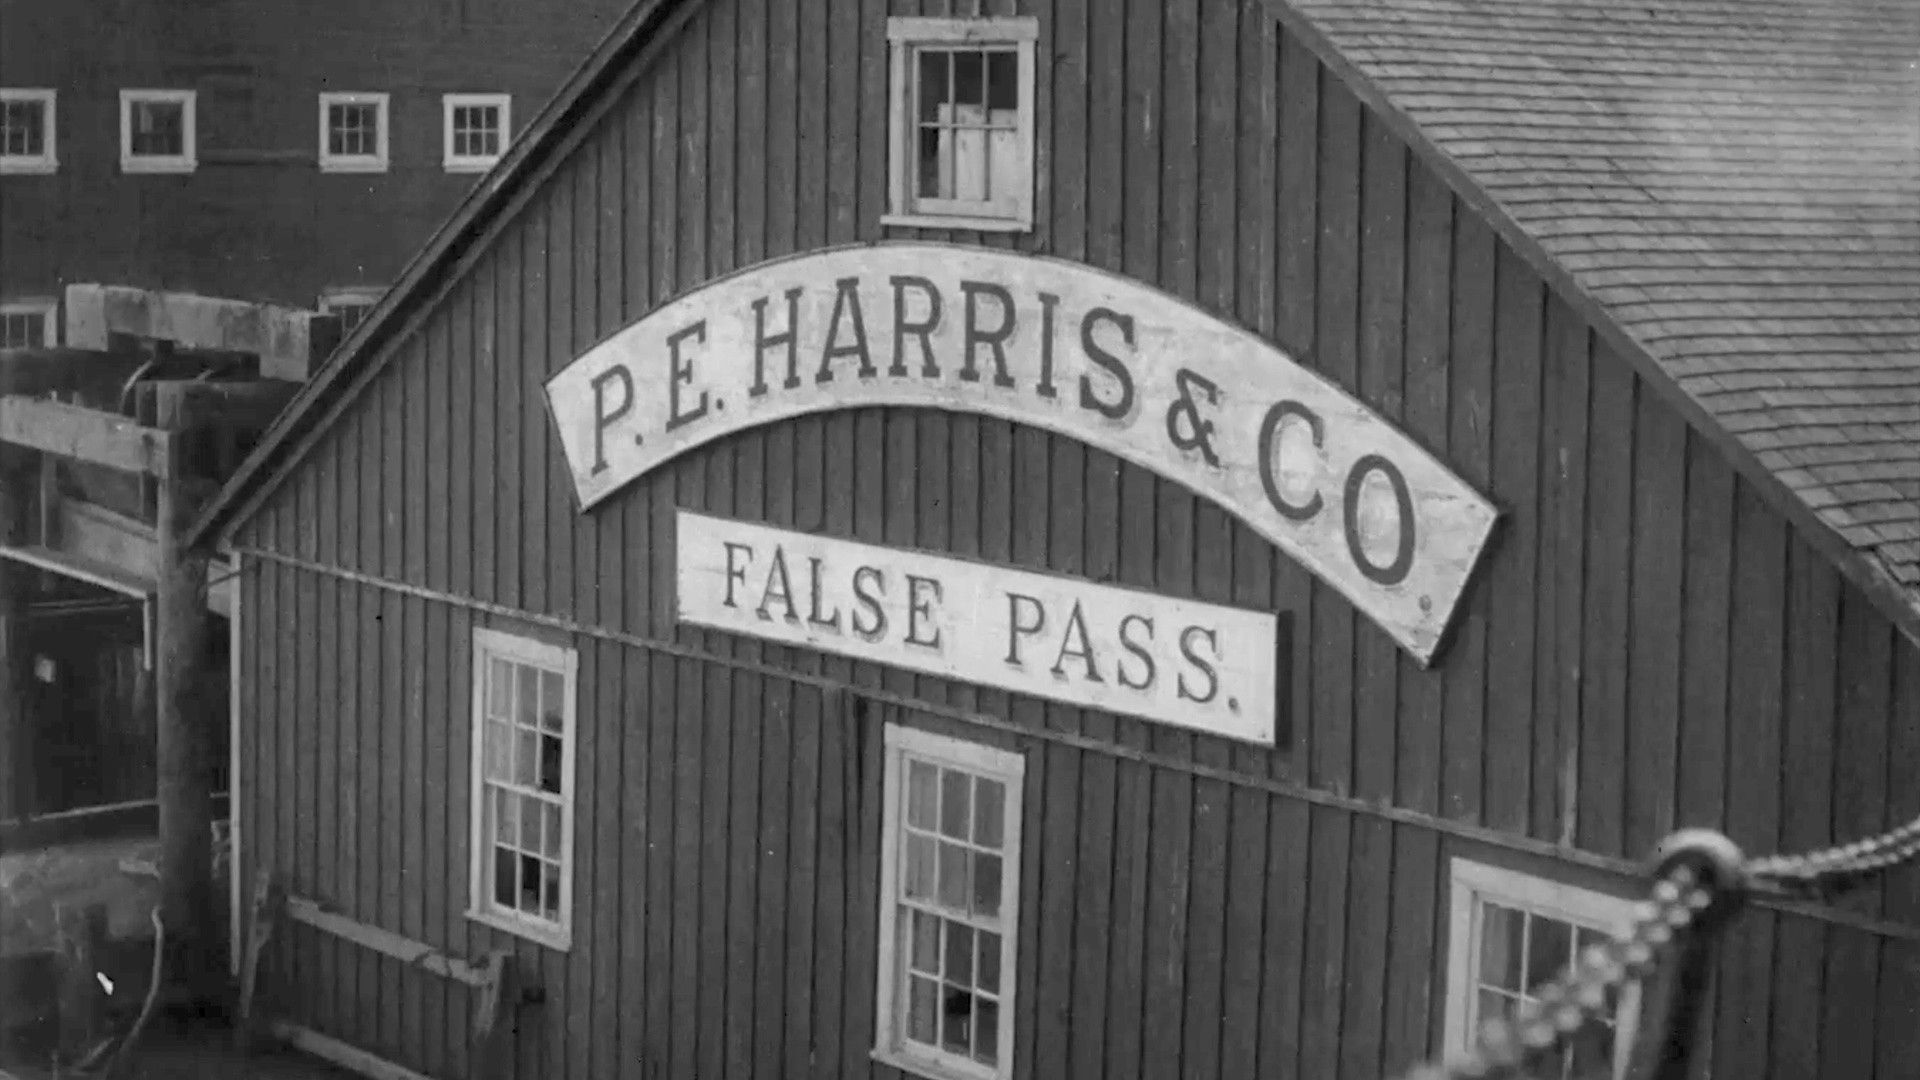 P. E. HARRIS & CO
FALSE PASS.